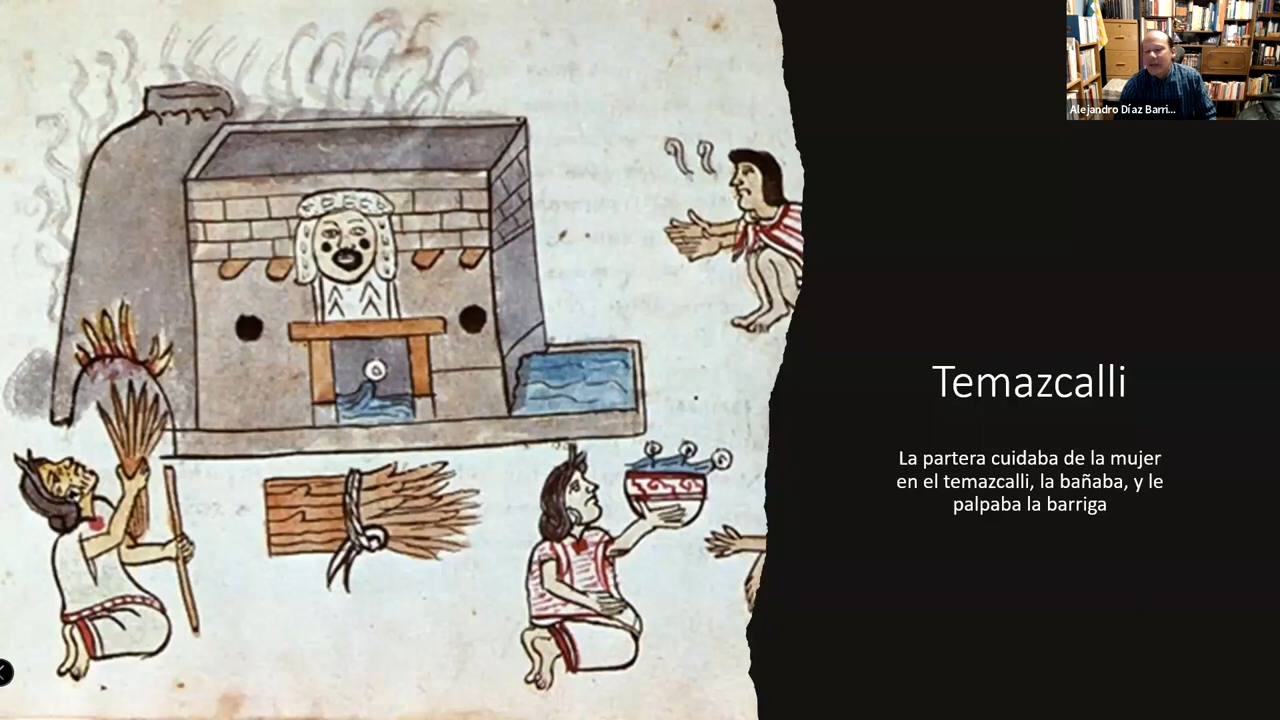 Alejandro Díaz Barri...
Temazcalli
La partera cuidaba de la mujer
en el temazcalli, la bañaba, y le
palpaba la barriga